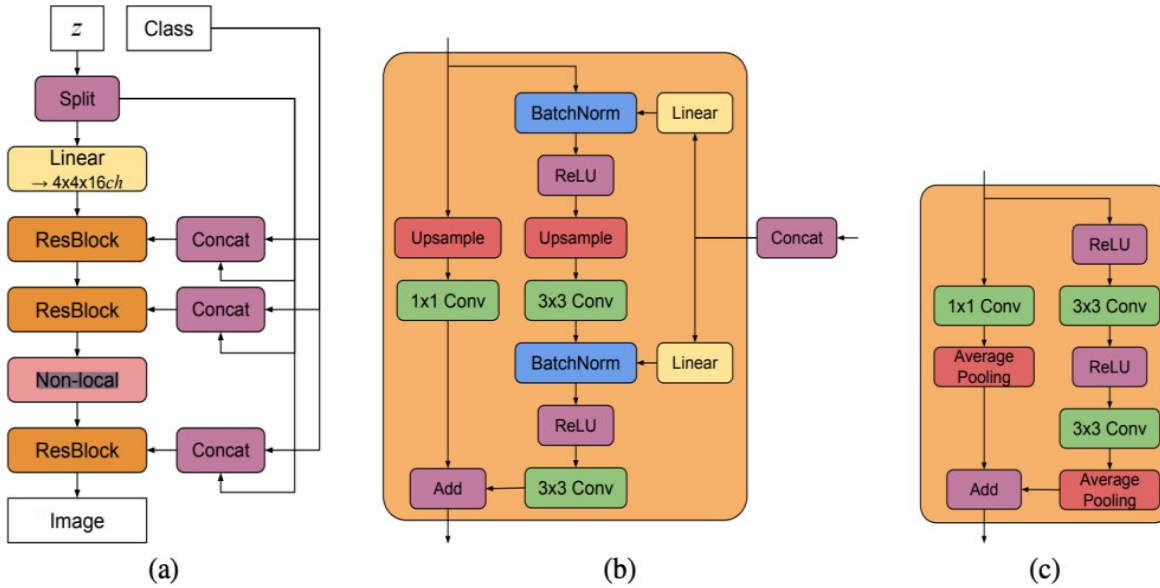 z
Class
Split
Linear
→ 4x4x16ch
ResBlock
Concat
ResBlock
Concat
Non-local
ResBlock
Concat
Image
(a)
BatchNorm
Linear
ReLU
Upsample
Upsample
Concat
1x1 Conv
3x3 Conv
BatchNorm
Linear
ReLU
Add
3x3 Conv
(b)
ReLU
1x1 Conv
3x3 Conv
Average
Pooling
ReLU
3x3 Conv
Add
Average
Pooling
(c)